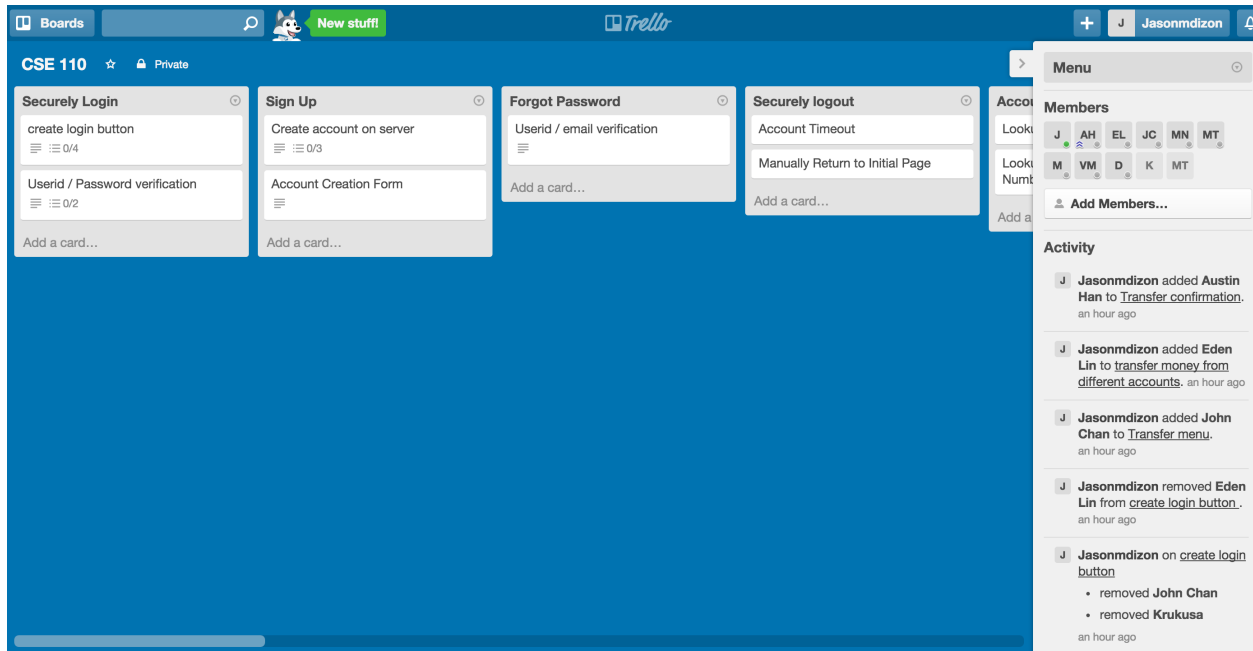 Boards
New stuff!
Trello
+
J Jasonmdizon
CSE 110
Private
Securely Login
create login button
0/4
Userid / Password verification
0/2
Add a card…
Sign Up
Create account on server
0/3
Account Creation Form
Add a card…
Forgot Password
Userid / email verification
Add a card…
Securely logout
Account Timeout
Manually Return to Initial Page
Add a card…
Add a
Menu
Members
J AH EL JC MN MT
M VM D K MT
Add Members…
Activity
J Jasonmdizon added Austin
Han to Transfer confirmation.
an hour ago
J Jasonmdizon added Eden
Lin to transfer money from
different accounts. an hour ago
J Jasonmdizon added John
Chan to Transfer menu.
an hour ago
J Jasonmdizon removed Eden
Lin from create login button .
an hour ago
J Jasonmdizon on create login
button
• removed John Chan
• removed Krukusa
an hour ago